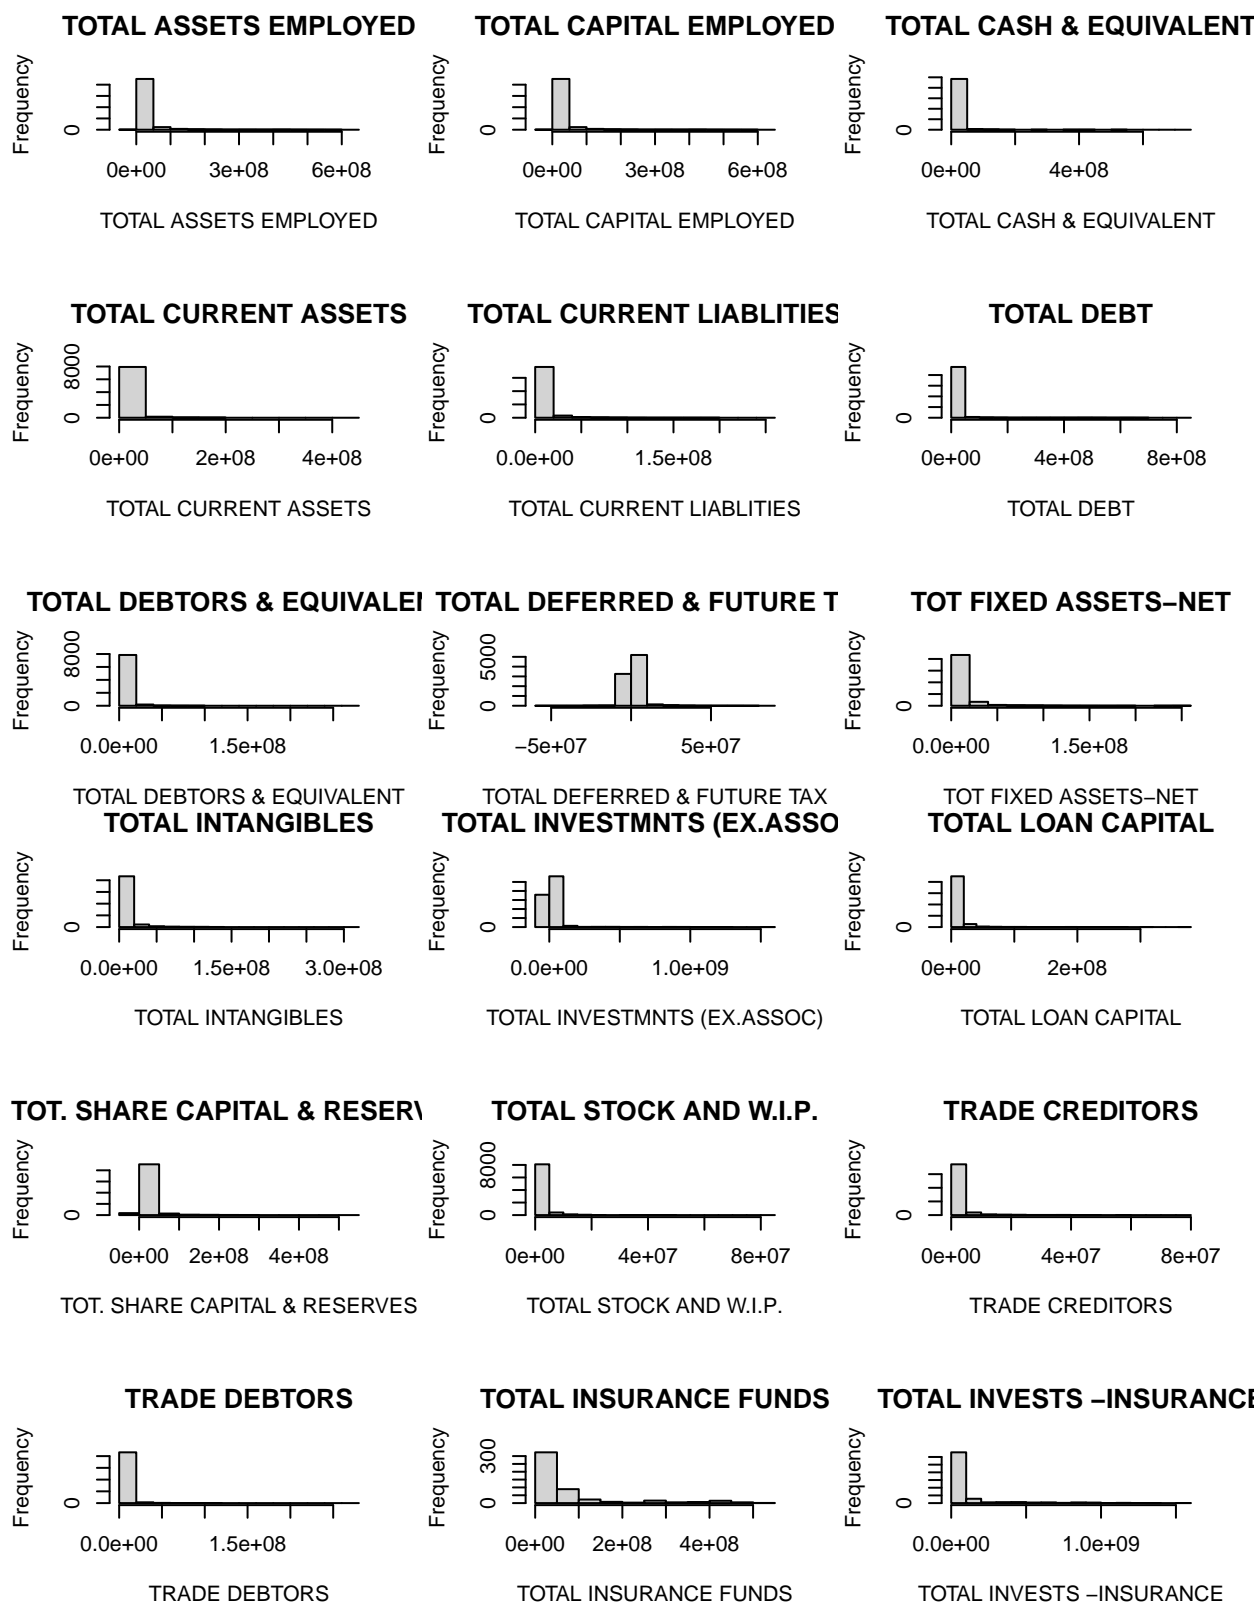 TOTAL ASSETS EMPLOYED
Frequency
0
0e+00 3e+08 6e+08
TOTAL ASSETS EMPLOYED
TOTAL CAPITAL EMPLOYED
Frequency
0
0e+00 3e+08 6e+08
TOTAL CAPITAL EMPLOYED
TOTAL CASH & EQUIVALENT
Frequency
0
0e+00 4e+08
TOTAL CASH & EQUIVALENT
TOTAL CURRENT ASSETS
Frequency
0 8000
0e+00 2e+08 4e+08
TOTAL CURRENT ASSETS
TOTAL CURRENT LIABLITIES
Frequency
0
0.0e+00 1.5e+08
TOTAL CURRENT LIABLITIES
TOTAL DEBT
Frequency
0
0e+00 4e+08 8e+08
TOTAL DEBT
TOTAL DEBTORS & EQUIVALEN
Frequency
0 8000
0.0e+00 1.5e+08
TOTAL DEBTORS & EQUIVALENT
TOTAL DEFERRED & FUTURE T
Frequency
0 5000
−5e+07 5e+07
TOTAL DEFERRED & FUTURE TAX
TOT FIXED ASSETS−NET
Frequency
0
0.0e+00 1.5e+08
TOT FIXED ASSETS−NET
TOTAL INTANGIBLES
Frequency
0
0.0e+00 1.5e+08 3.0e+08
TOTAL INTANGIBLES
TOTAL INVESTMNTS (EX.ASSO
Frequency
0
0.0e+00 1.0e+09
TOTAL INVESTMNTS (EX.ASSOC)
TOTAL LOAN CAPITAL
Frequency
0
0e+00 2e+08
TOTAL LOAN CAPITAL
TOT. SHARE CAPITAL & RESERV
Frequency
0
0e+00 2e+08 4e+08
TOT. SHARE CAPITAL & RESERVES
TOTAL STOCK AND W.I.P.
Frequency
0 8000
0e+00 4e+07 8e+07
TOTAL STOCK AND W.I.P.
TRADE CREDITORS
Frequency
0
0e+00 4e+07 8e+07
TRADE CREDITORS
TRADE DEBTORS
Frequency
0
0.0e+00 1.5e+08
TRADE DEBTORS
TOTAL INSURANCE FUNDS
Frequency
0 300
0e+00 2e+08 4e+08
TOTAL INSURANCE FUNDS
TOTAL INVESTS −INSURANCE
Frequency
0
0.0e+00 1.0e+09
TOTAL INVESTS −INSURANCE